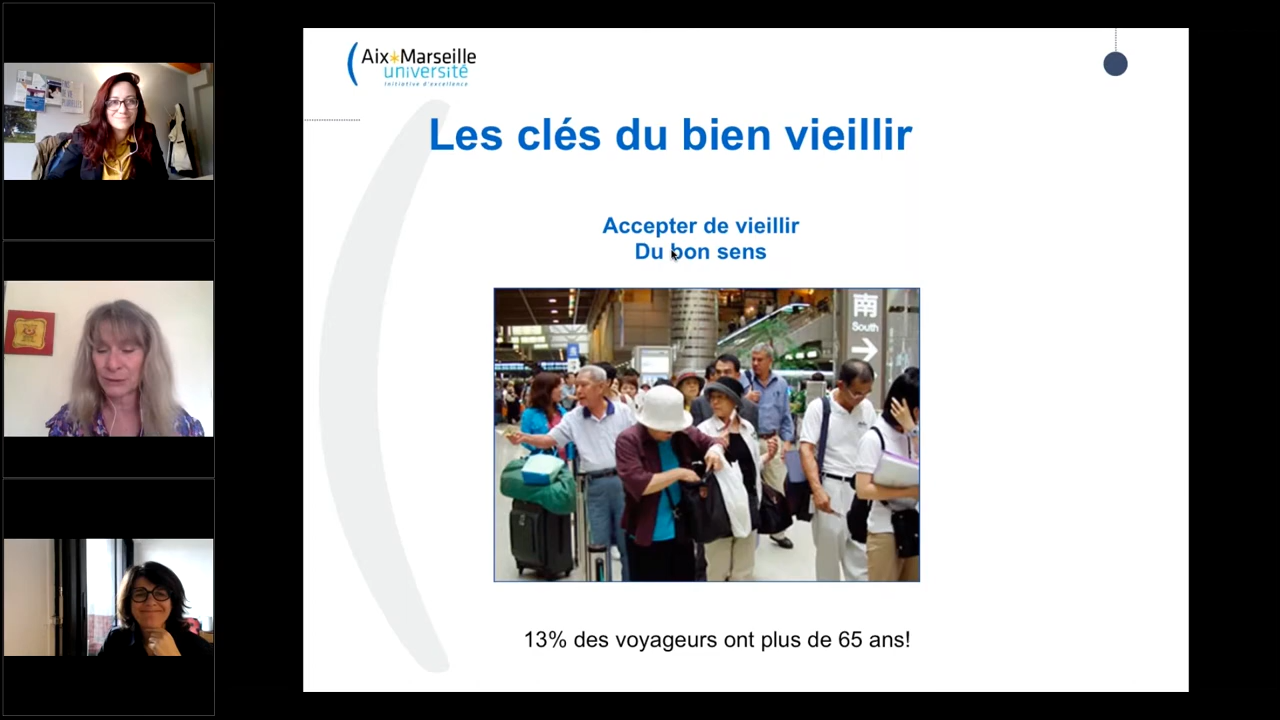 Aix*Marseille
université
Initiative d'excellence
Les clés du bien vieillir
Accepter de vieillir
Du bon sens
南
South
13% des voyageurs ont plus de 65 ans!